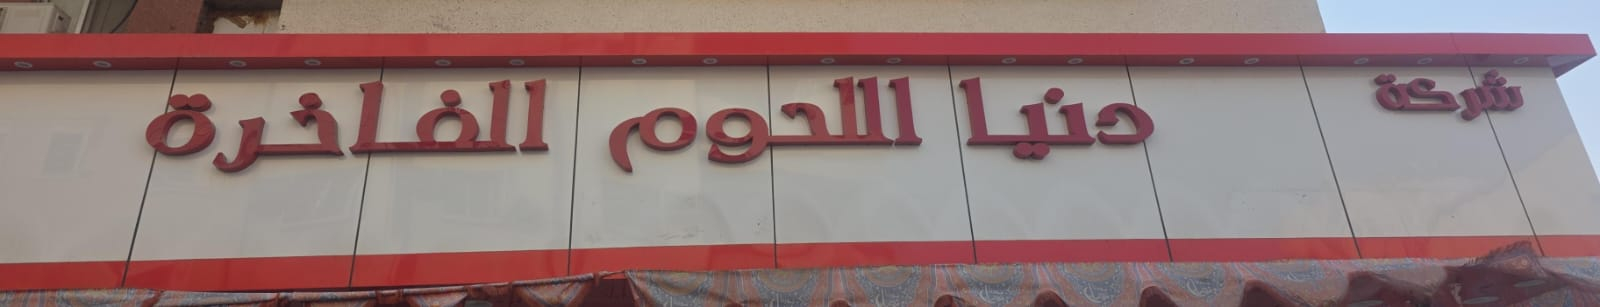 شركة دنيا اللحوم الفاخرة